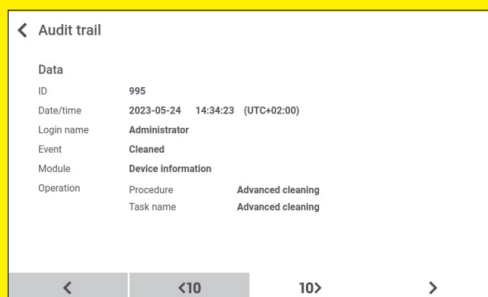 Audit trail
Data
ID 995
Date/time 2023-05-24 14:34:23 (UTC+02:00)
Login name Administrator
Event Cleaned
Module Device information
Operation Procedure Advanced cleaning
Task name Advanced cleaning
< <10 10> >